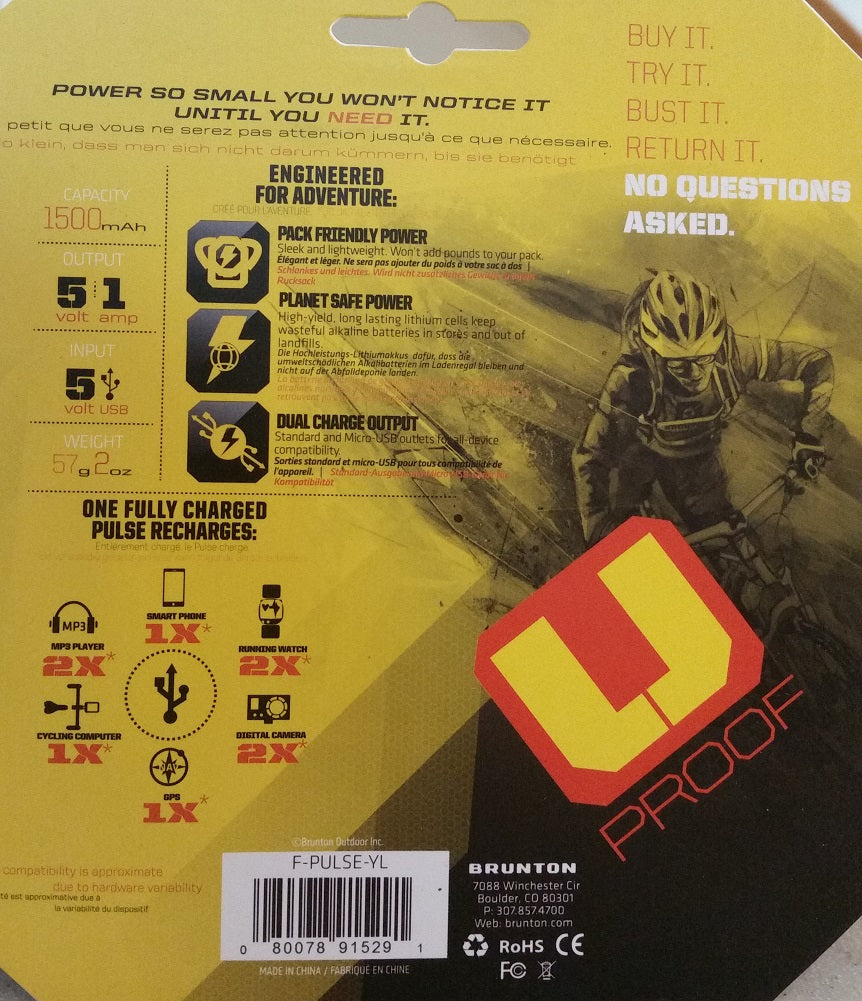 POWER SO SMALL YOU WON'T NOTICE IT
UNITIL YOU NEED IT.
petit que vous ne serez pas attention jusqu'à ce que nécessaire.
o klein, dass man sich nicht darum kümmern, bis sie benötigt
BUY IT.
TRY IT.
BUST IT.
RETURN IT.
NO QUESTIONS
ASKED.
CAPACITY
1500mAh
OUTPUT
5 1
volt amp
INPUT
5
volt USB
WEIGHT
57g 2oz
ENGINEERED
FOR ADVENTURE:
CRÉÉ POUR L'AVENTURE
PACK FRIENDLY POWER
Sleek and lightweight. Won't add pounds to your pack.
Élégant et léger. Ne sera pas ajouter du poids à votre sac à dos |
Schlankes und leichtes. Wird nicht zusätzliches
Rucksack
PLANET SAFE POWER
High-yield, long lasting lithium cells keep
wasteful alkaline batteries in stores and out of
landfills.
Die Hochleistungs-Lithiumakkus dafür, dass die
umweltschädlichen Alkalibatterien im Ladenregal bleiben und
nicht auf der Abfalldeponie landen.
DUAL CHARGE OUTPUT
Standard and Micro-USB outlets for all-device
compatibility.
Sorties standard et micro-USB pour tous compatibilité de
l'appareil. |
Kompatibilität
ONE FULLY CHARGED
PULSE RECHARGES:
Entièrement chargé, le Pulse charge
MP3
MP3 PLAYER
2X*
SMART PHONE
1X*
RUNNING WATCH
2X*
CYCLING COMPUTER
1X*
DIGITAL CAMERA
2X*
NAV
GPS
1X*
PROOF
compatibility is approximate
due to hardware variability
té est approximative due à
la variabilité du dispositif
©Brunton Outdoor Inc.
F-PULSE-YL
0 80078 91529 1
MADE IN CHINA / FABRIQUÉ EN CHINE
BRUNTON
7088 Winchester Cir
Boulder, CO 80301
P: 307.857.4700
Web: brunton.com
RoHS CE
FC